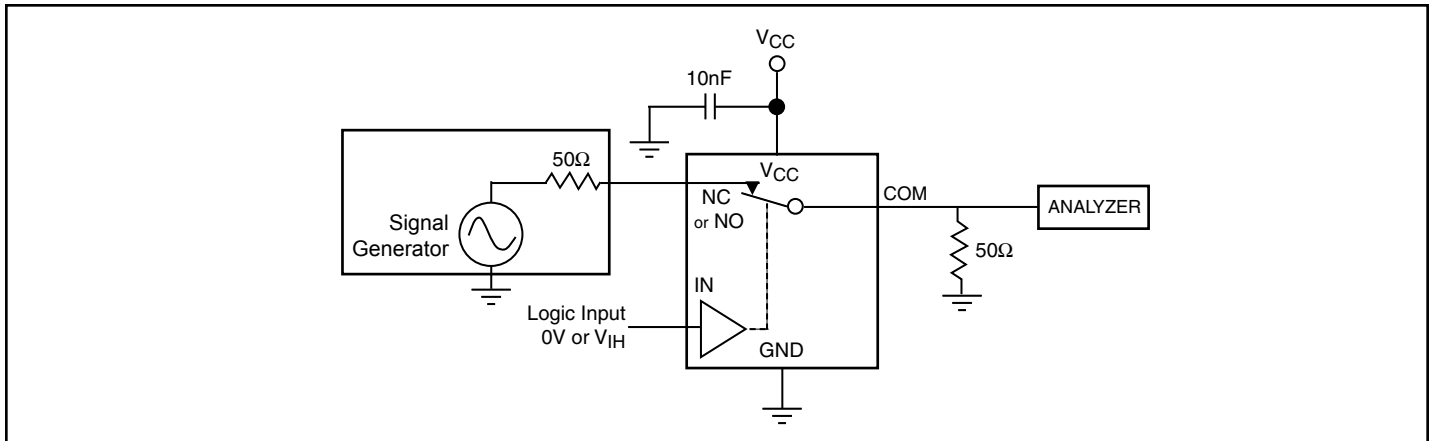 VCC
10nF
50Ω
VCC
NC
or NO
COM
ANALYZER
Signal
Generator
50Ω
IN
Logic Input
0V or VIH
GND